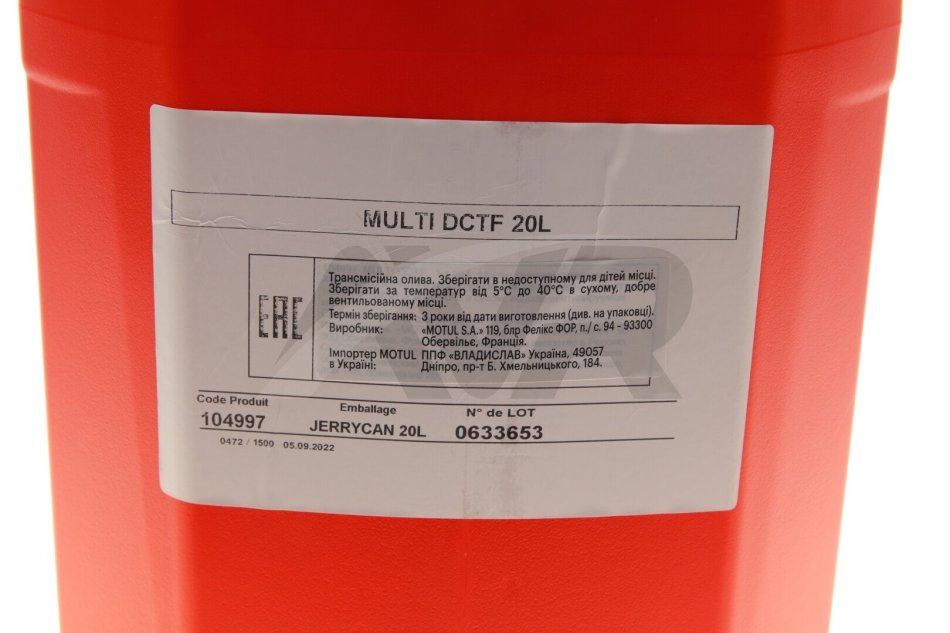 MULTI DCTF 20L
EAC
Трансмісійна олива. Зберігати в недоступному для дітей місці.
Зберігати за температур від 5°C до 40°C в сухому, добре
вентильованому місці.
Термін зберігання: 3 роки від дати виготовлення (див. на упаковці).
Виробник: «MOTUL S.A.» 119, блр Фелікс ФОР, п./ с. 94 - 93300
Обервільє, Франція.
Імпортер MOTUL ППФ «ВЛАДИСЛАВ» Україна, 49057
в Україні: Дніпро, пр-т Б. Хмельницького, 184.
Code Produit Emballage N° de LOT
104997 JERRYCAN 20L 0633653
0472 / 1500 05.09.2022